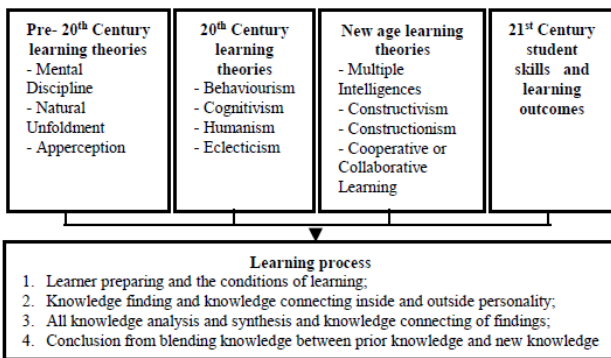 Pre- 20th Century
learning theories
- Mental
Discipline
- Natural
Unfoldment
- Apperception
20th Century
learning
theories
- Behaviourism
- Cognitivism
- Humanism
- Eclecticism
New age learning
theories
- Multiple
Intelligences
- Constructivism
- Constructionism
- Cooperative or
Collaborative
Learning
21st Century
student
skills and
learning
outcomes
Learning process
1. Learner preparing and the conditions of learning;
2. Knowledge finding and knowledge connecting inside and outside personality;
3. All knowledge analysis and synthesis and knowledge connecting of findings;
4. Conclusion from blending knowledge between prior knowledge and new knowledge